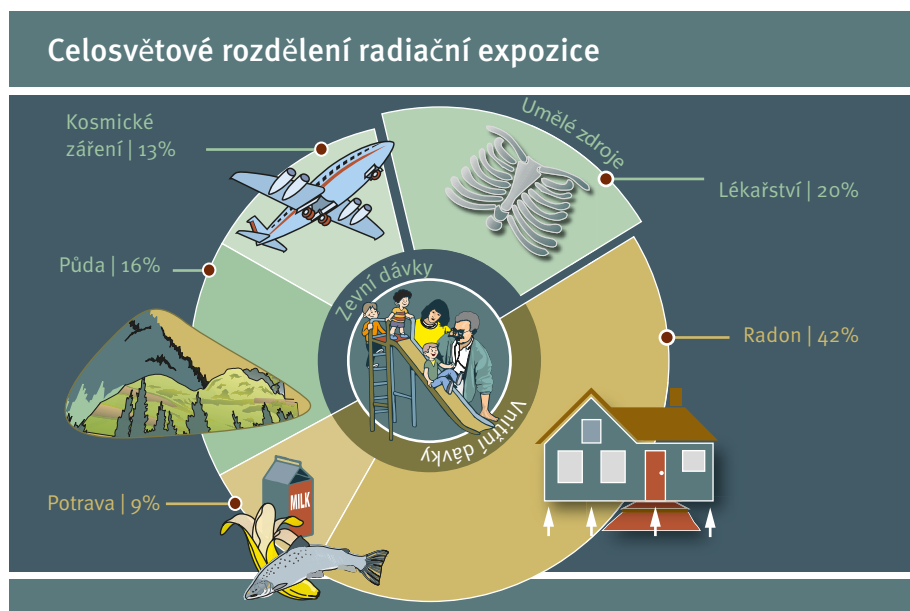 Celosvětové rozdělení radiační expozice
Kosmické
záření | 13%
Umělé zdroje
Lékařství | 20%
Půda | 16%
Zevní dávky
Radon | 42%
Vnitřní dávky
Potrava | 9%
MILK